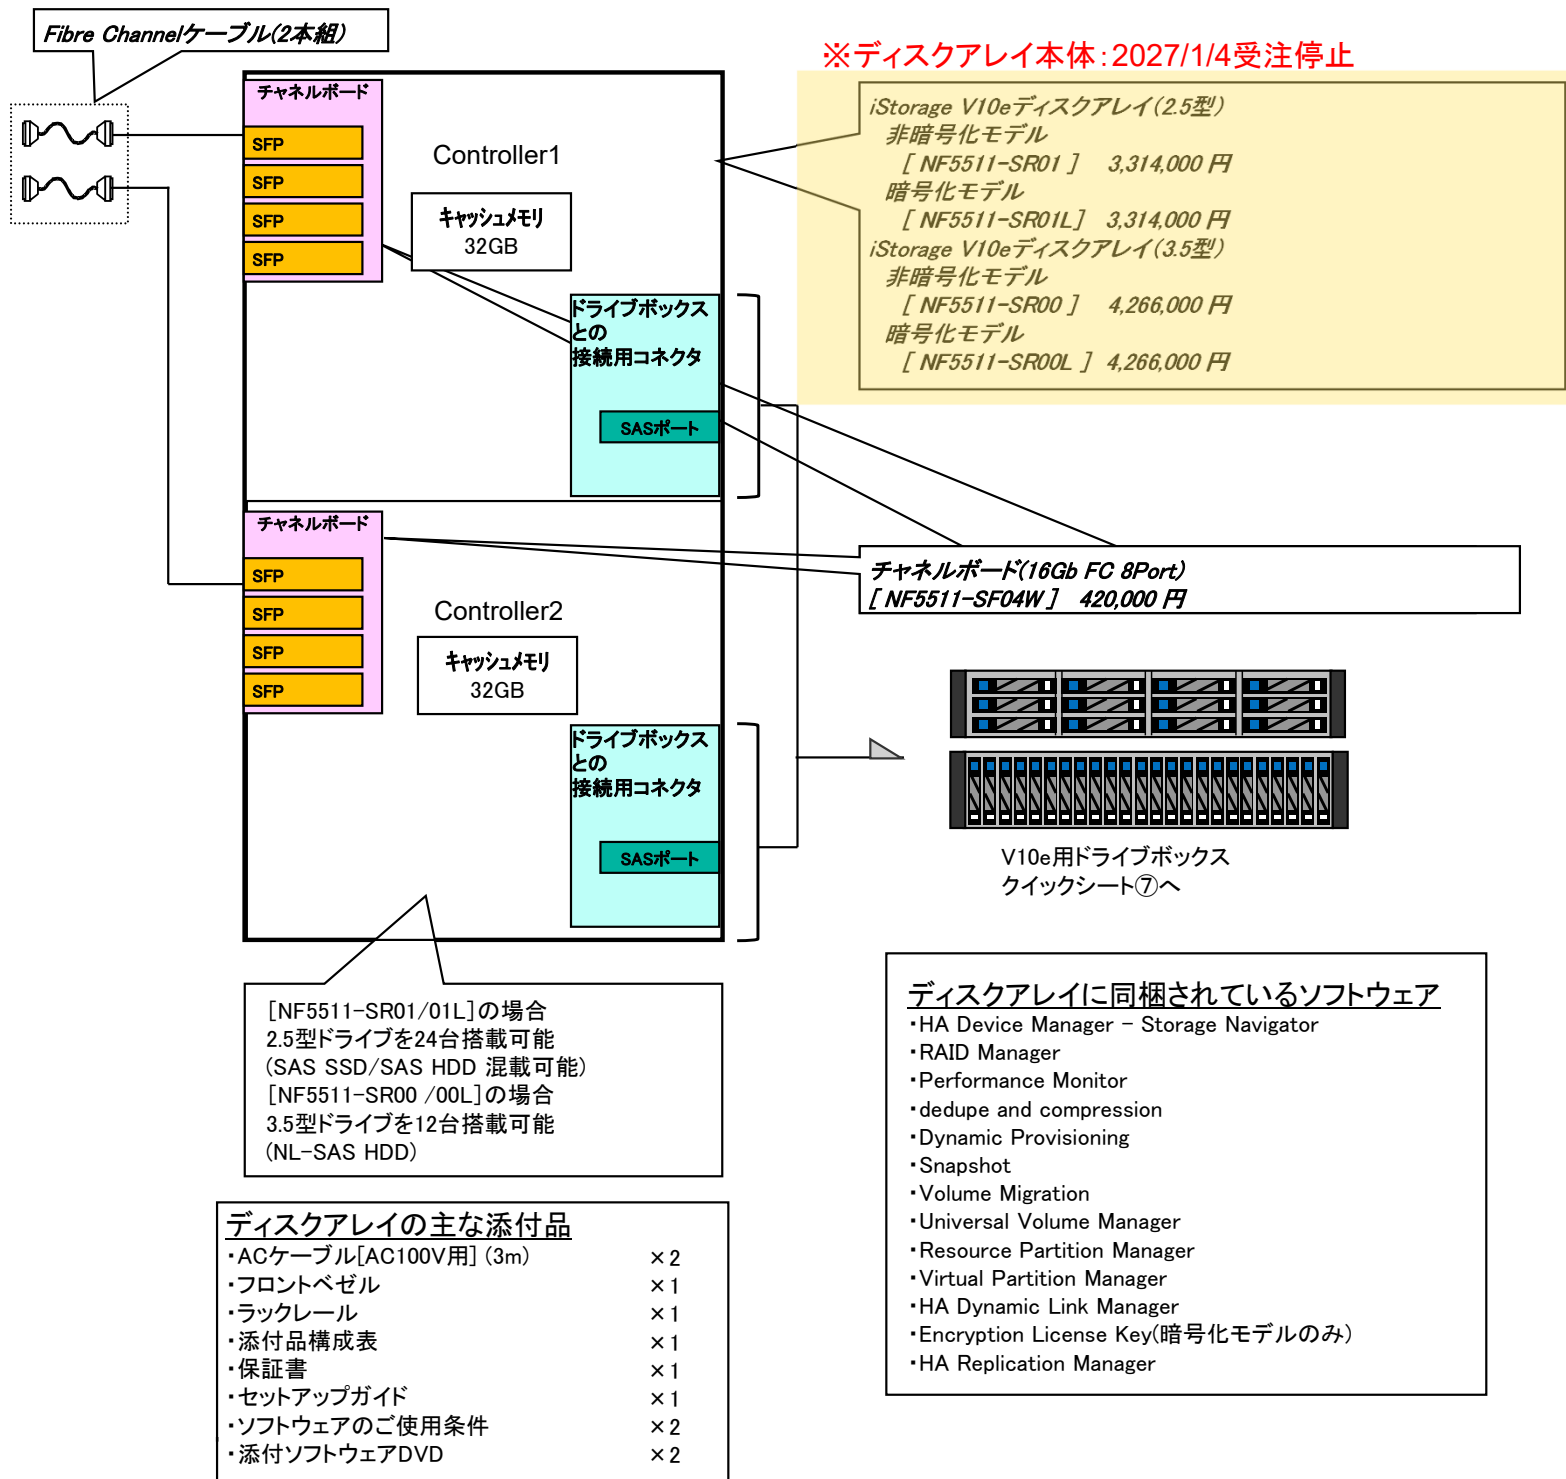 Fibre Channelケーブル(2本組)
※ディスクアレイ本体：2027/1/4受注停止
iStorage V10eディスクアレイ(2.5型)
非暗号化モデル
[ NF5511-SR01 ] 3,314,000 円
暗号化モデル
[ NF5511-SR01L] 3,314,000 円
iStorage V10eディスクアレイ(3.5型)
非暗号化モデル
[ NF5511-SR00 ] 4,266,000 円
暗号化モデル
[ NF5511-SR00L ] 4,266,000 円
チャネルボード
SFP
SFP
SFP
SFP
Controller1
キャッシュメモリ
32GB
ドライブボックス
との
接続用コネクタ
SASポート
チャネルボード
SFP
SFP
SFP
SFP
Controller2
キャッシュメモリ
32GB
ドライブボックス
との
接続用コネクタ
SASポート
チャネルボード(16Gb FC 8Port)
[ NF5511-SF04W ] 420,000 円
V10e用ドライブボックス
クイックシート⑦へ
[NF5511-SR01/01L]の場合
2.5型ドライブを24台搭載可能
(SAS SSD/SAS HDD 混載可能)
[NF5511-SR00 /00L]の場合
3.5型ドライブを12台搭載可能
(NL-SAS HDD)
ディスクアレイに同梱されているソフトウェア
・HA Device Manager - Storage Navigator
・RAID Manager
・Performance Monitor
・dedupe and compression
・Dynamic Provisioning
・Snapshot
・Volume Migration
・Universal Volume Manager
・Resource Partition Manager
・Virtual Partition Manager
・HA Dynamic Link Manager
・Encryption License Key(暗号化モデルのみ)
・HA Replication Manager
ディスクアレイの主な添付品
・ACケーブル[AC100V用] (3m) ×2
・フロントベゼル ×1
・ラックレール ×1
・添付品構成表 ×1
・保証書 ×1
・セットアップガイド ×1
・ソフトウェアのご使用条件 ×2
・添付ソフトウェアDVD ×2